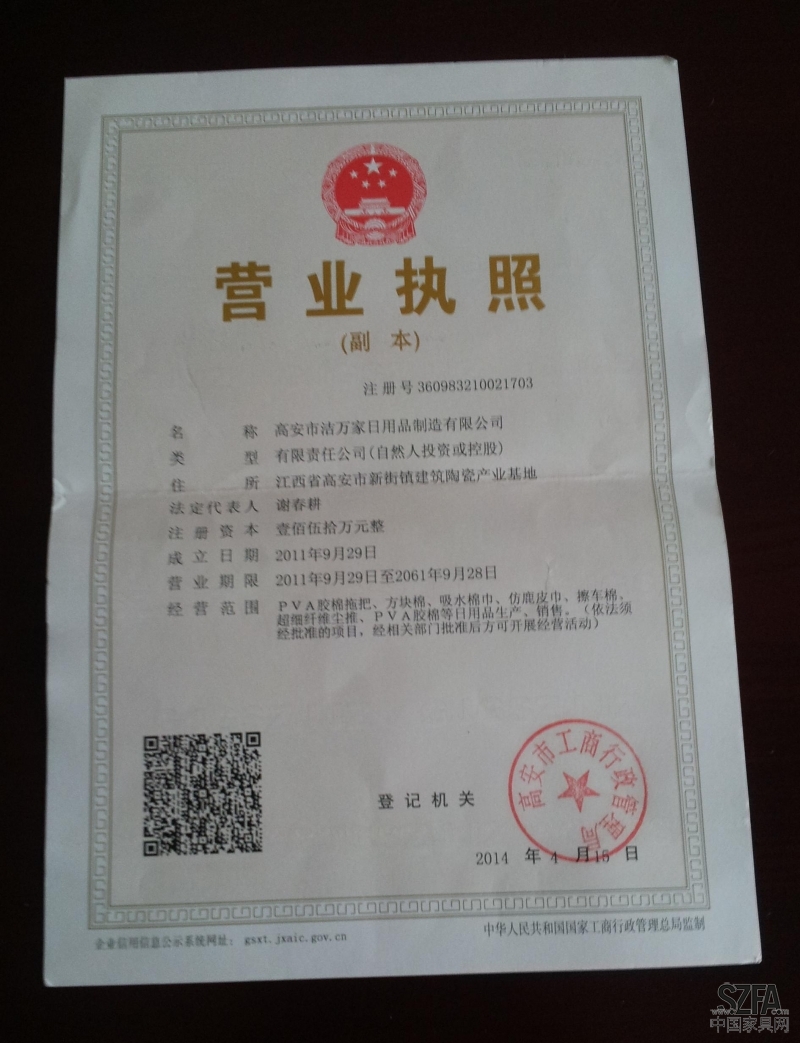 营业执照
(副 本)
注册号 360983210021703
名 称 高安市洁万家日用品制造有限公司
类 型 有限责任公司(自然人投资或控股)
住 所 江西省高安市新街镇建筑陶瓷产业基地
法定代表人 谢春耕
注册资本 壹佰伍拾万元整
成立日期 2011年9月29日
营业期限 2011年9月29日至2061年9月28日
经营范围 PVA胶棉拖把、方块棉、吸水棉巾、仿鹿皮巾、擦车棉、
超细纤维尘推、PVA胶棉等日用品生产、销售。(依法须
经批准的项目,经相关部门批准后方可开展经营活动)
高安市工商行政管理局
登记机关
2014 年 4 月 15 日
企业信用信息公示系统网址: gsxt.jxaic.gov.cn
中华人民共和国国家工商行政管理总局监制
SZFA
中国家具网